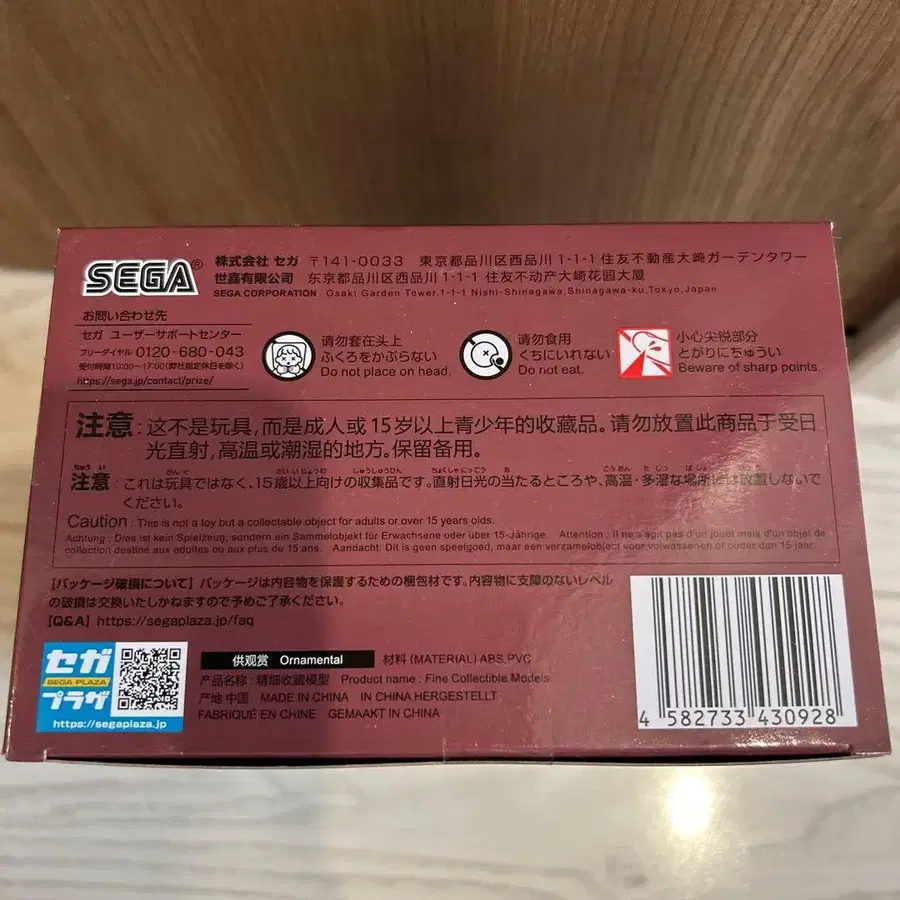 SEGA®
株式会社 セガ 〒141-0033 東京都品川区西品川 1-1-1 住友不動産大崎ガーデンタワー
世嘉有限公司 东京都品川区西品川 1-1-1 住友不动产大崎花园大厦
SEGA CORPORATION Osaki Garden Tower,1-1-1 Nishi-Shinagawa,Shinagawa-ku,Tokyo,Japan
お問い合わせ先
セガ ユーザーサポートセンター
フリーダイヤル 0120-680-043
受付時間10:00〜17:00(弊社指定休日を除く)
https://sega.jp/contact/prize/
请勿套在头上
ふくろをかぶらない
Do not place on head.
请勿食用
くちにいれない
Do not eat.
小心尖锐部分
とがりにちゅうい
Beware of sharp points.
注意 : 这不是玩具, 而是成人或 15 岁以上青少年的收藏品。请勿放置此商品于受日
光直射, 高温或潮湿的地方。保留备用。
注意 : これは玩具ではなく、15歳以上向けの収集品です。直射日光の当たるところや、高温・多湿な場所には放置しないで
ください。
Caution : This is not a toy but a collectable object for adults or over 15 years olds.
Achtung : Dies ist kein Spielzeug, sondern ein Sammelobjekt für Erwachsene oder über 15-Jährige. Attention : Il ne s'agit pas d'un jouet mais d'un objet de
collection destiné aux adultes ou aux plus de 15 ans. Aandacht: Dit is geen speelgoed, maar een verzamelobject voor volwassenen of ouder dan 15 jaar.
【パッケージ破損について】パッケージは内容物を保護するための梱包材です。内容物に支障のないレベル
の破損は交換いたしかねますので予めご了承ください。
【Q&A】https://segaplaza.jp/faq
セガ
SEGA PLAZA
プラザ
https://segaplaza.jp
供观赏 Ornamental 材料 (MATERIAL) ABS,PVC
产品名称 : 精细收藏模型 Product name : Fine Collectible Models
产地 中国 MADE IN CHINA IN CHINA HERGESTELLT
FABRIQUÉ EN CHINE GEMAAKT IN CHINA
4 582733 430928